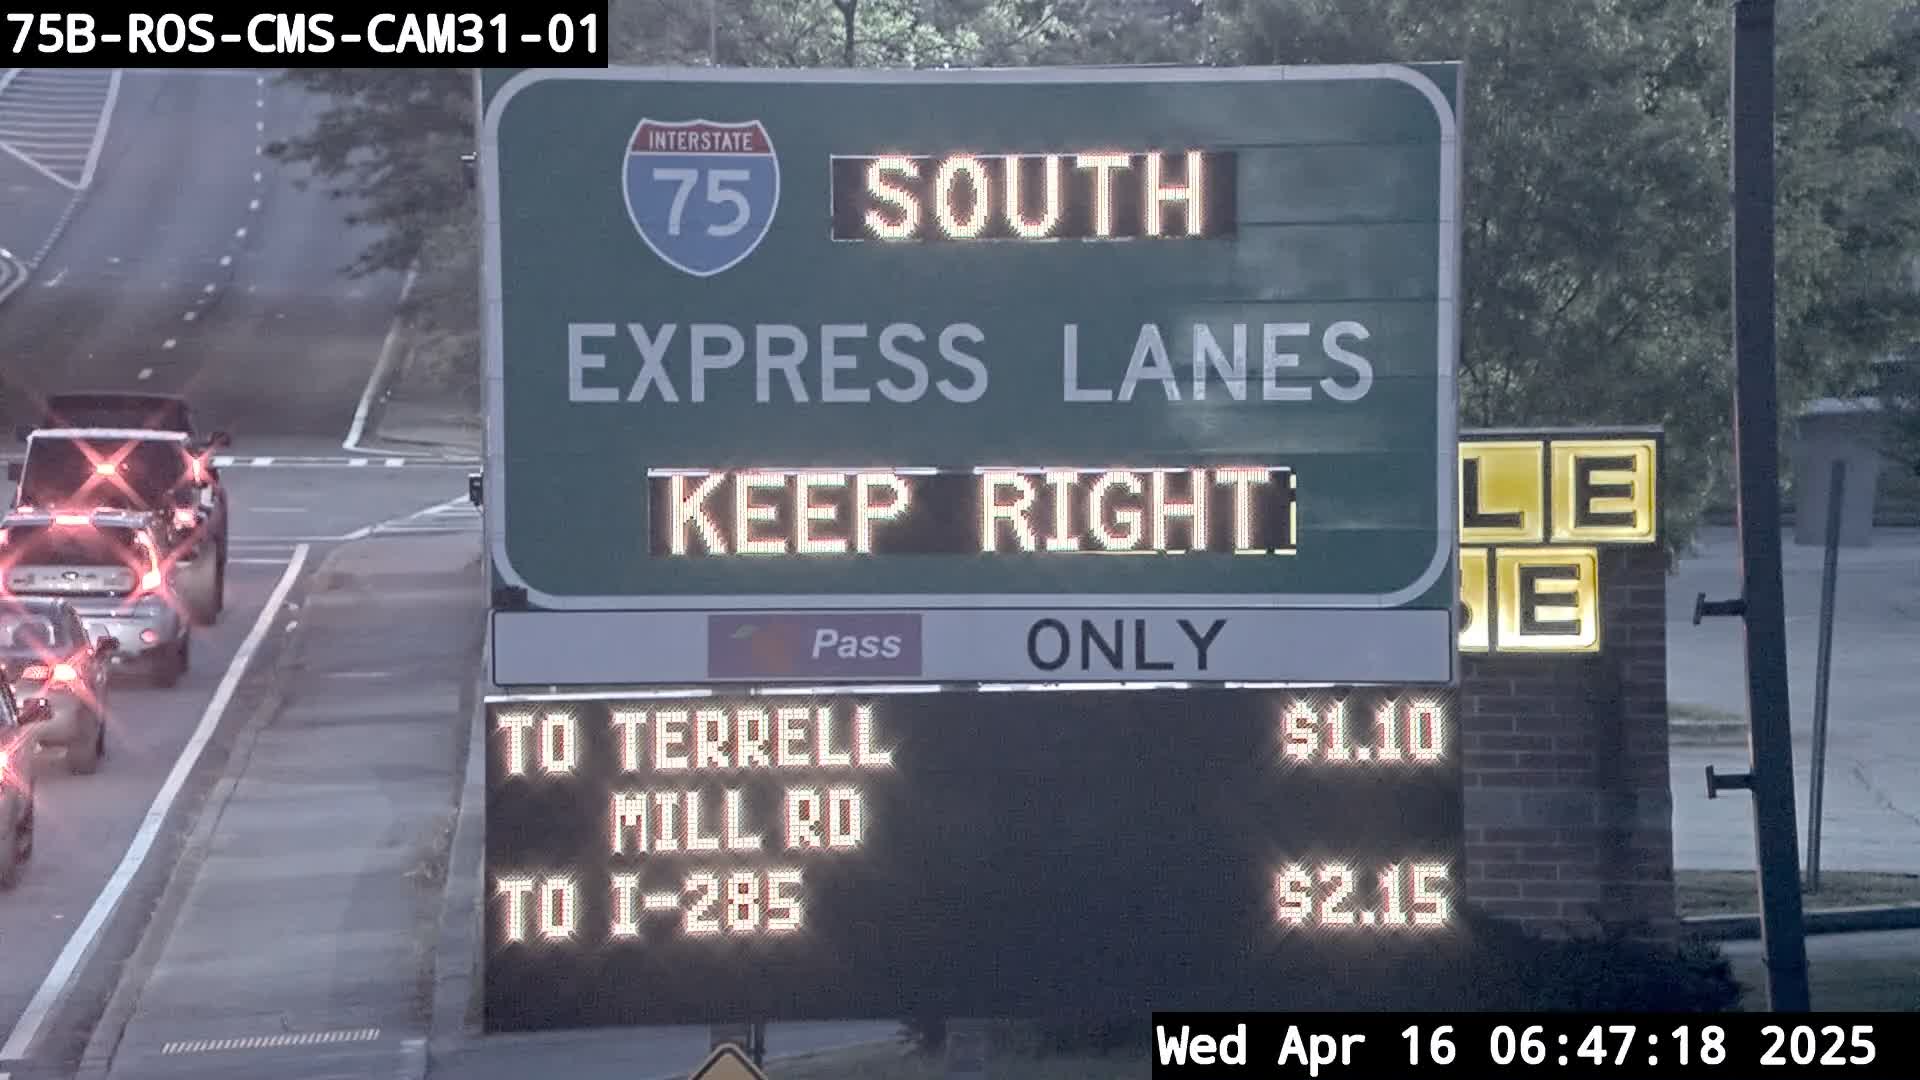 75B-ROS-CMS-CAM31-01
INTERSTATE
75
SOUTH
EXPRESS LANES
KEEP RIGHT
Pass ONLY
TO TERRELL $1.10
MILL RD
TO I-285 $2.15
LE
E
Wed Apr 16 06:47:18 2025